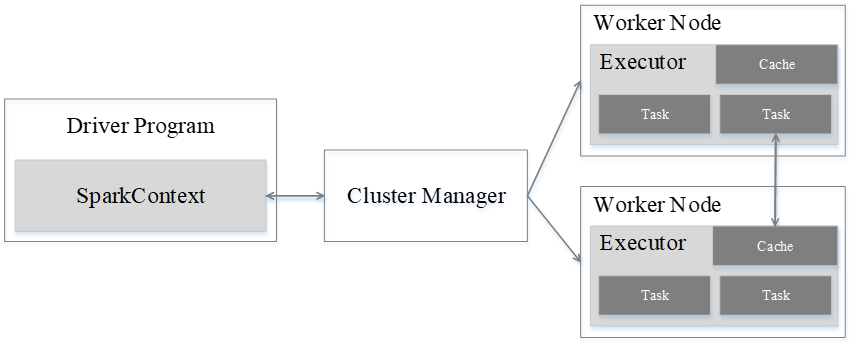 Driver Program
SparkContext
Cluster Manager
Worker Node
Executor
Cache
Task
Task
Worker Node
Executor
Cache
Task
Task